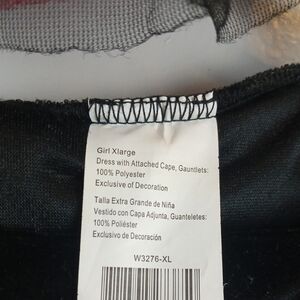 Girl Xlarge
Dress with Attached Cape, Gauntlets:
100% Polyester
Exclusive of Decoration
Talla Extra Grande de Niña
Vestido con Capa Adjunta, Guanteletes:
100% Poliéster
Exclusivo de Decoración
W3276-XL